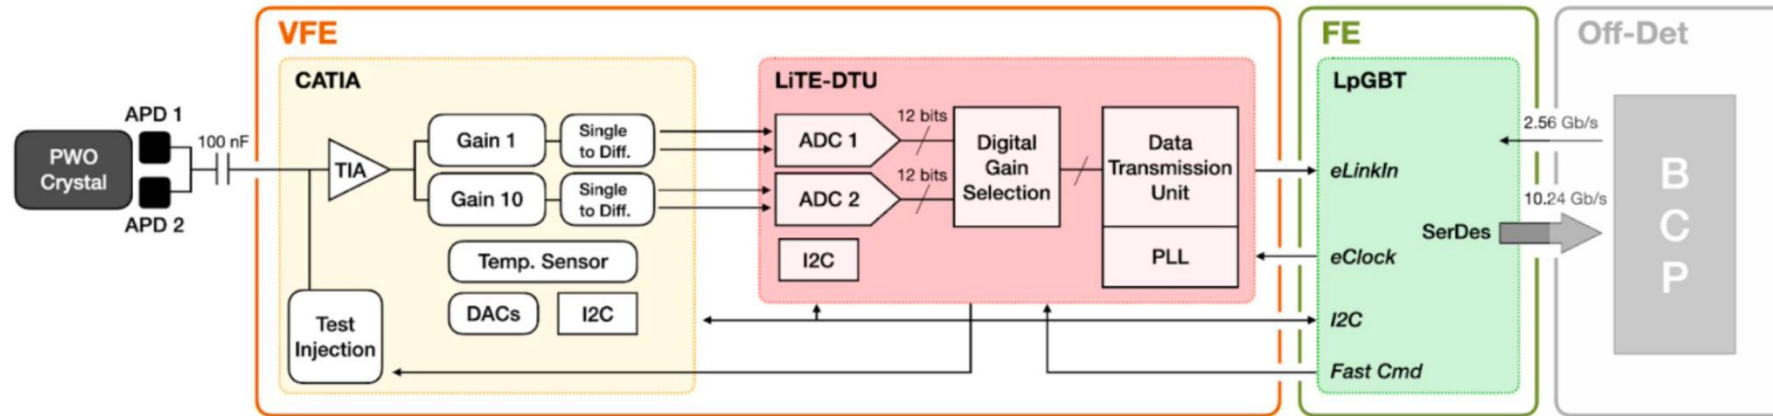 VFE
FE
Off-Det
CATIA
LiTE-DTU
LpGBT
APD 1
PWO
Crystal
APD 2
100 nF
TIA
Gain 1
Single
to Diff.
Gain 10
Single
to Diff.
Temp. Sensor
DACs
I2C
Test
Injection
ADC 1
12 bits
ADC 2
12 bits
I2C
Digital
Gain
Selection
Data
Transmission
Unit
PLL
eLinkIn
SerDes
eClock
I2C
Fast Cmd
2.56 Gb/s
10.24 Gb/s
B
C
P